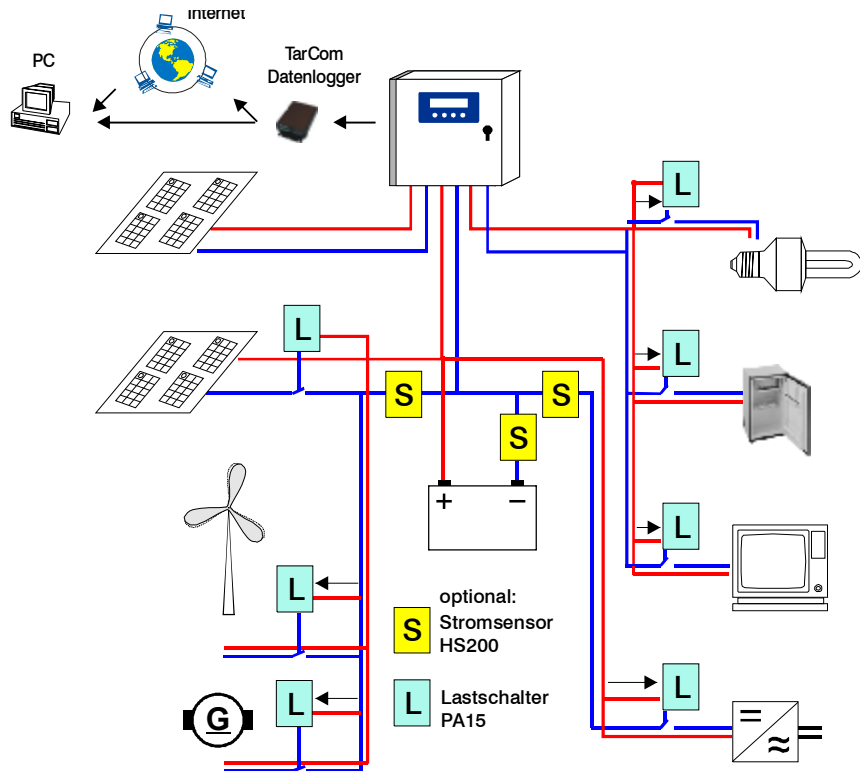 Internet
PC
TarCom
Datenlogger
L
L
L
S
S
S
L
+ −
L
L
optional:
S
Stromsensor
HS200
L
G
L
Lastschalter
PA15
L
=
≈